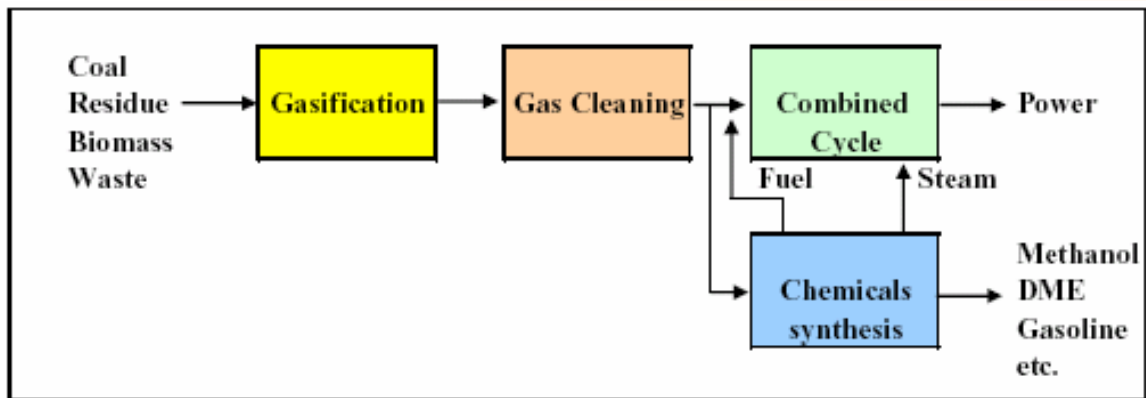 Coal
Residue
Biomass
Waste
Gasification
Gas Cleaning
Combined
Cycle
Power
Fuel
Steam
Chemicals
synthesis
Methanol
DME
Gasoline
etc.